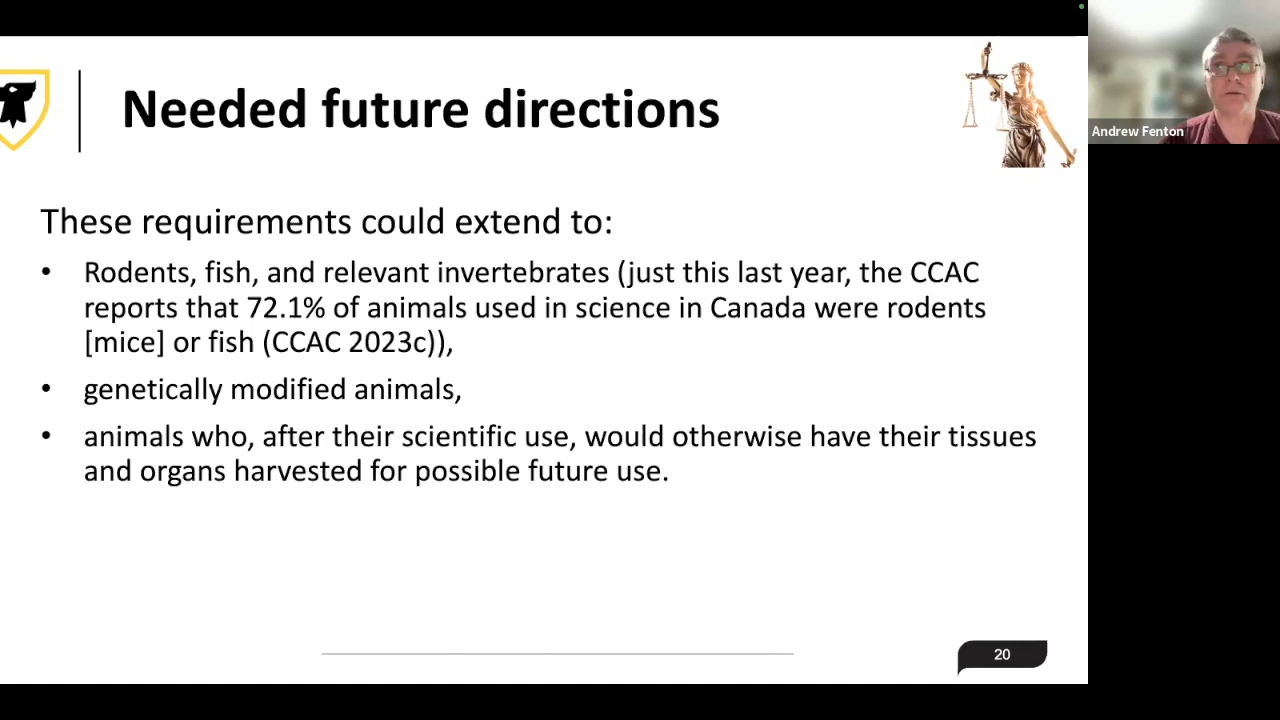 Needed future directions
These requirements could extend to:
• Rodents, fish, and relevant invertebrates (just this last year, the CCAC
reports that 72.1% of animals used in science in Canada were rodents
[mice] or fish (CCAC 2023c)),
• genetically modified animals,
• animals who, after their scientific use, would otherwise have their tissues
and organs harvested for possible future use.
20
Andrew Fenton